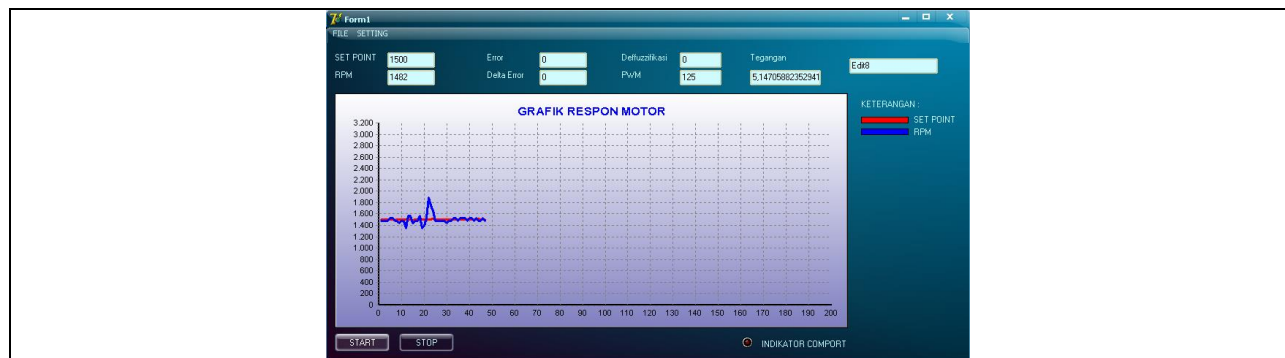 Form1
FILE SETTING
SET POINT 1500 Error 0 Deffuzzifikasi 0 Tegangan
RPM 1482 Delta Error 0 PWM 125 5,14705882352941 Edit8
GRAFIK RESPON MOTOR
KETERANGAN :
SET POINT
RPM
3.200
3.000
2.800
2.600
2.400
2.200
2.000
1.800
1.600
1.400
1.200
1.000
800
600
400
200
0
0 10 20 30 40 50 60 70 80 90 100 110 120 130 140 150 160 170 180 190 200
START STOP INDIKATOR COMPORT